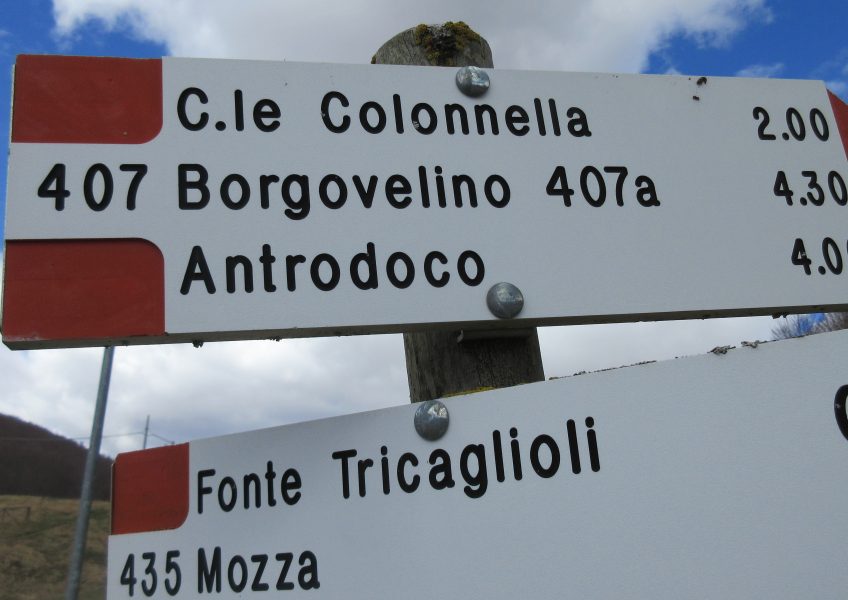 C.le Colonnella 2.00
407 Borgovelino 407a 4.30
Antrodoco
Fonte Tricaglioli
435 Mozza